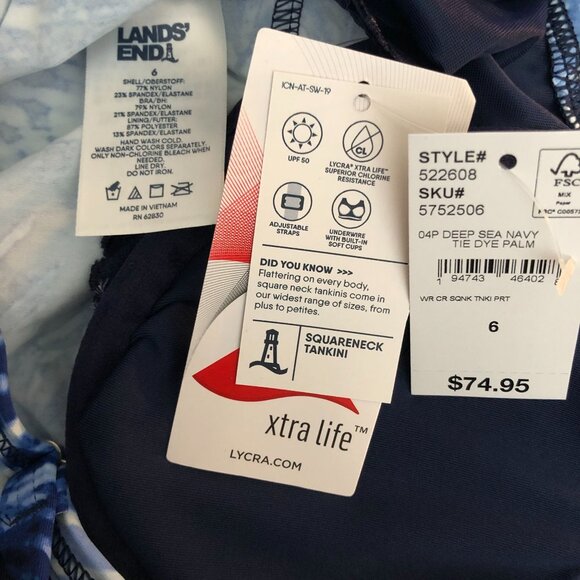 LANDS'
END
6
SHELL/OBERSTOFF:
77% NYLON
23% SPANDEX/ELASTANE
BRA/BH:
79% NYLON
21% SPANDEX/ELASTANE
LINING/FUTTER:
87% POLYESTER
13% SPANDEX/ELASTANE
HAND WASH COLD.
WASH DARK COLORS SEPARATELY.
ONLY NON-CHLORINE BLEACH WHEN
NEEDED.
LINE DRY.
DO NOT IRON.
MADE IN VIETNAM
RN 62830
ICN-AT-SW-19
UPF 50
CL
LYCRA® XTRA LIFE™
SUPERIOR CHLORINE
RESISTANCE
ADJUSTABLE
STRAPS
UNDERWIRE
WITH BUILT-IN
SOFT CUPS
DID YOU KNOW >>>
Flattering on every body,
square neck tankinis come in
our widest range of sizes, from
plus to petites.
SQUARENECK
TANKINI
xtra life™
LYCRA.COM
STYLE#
522608
SKU#
5752506
FSC
MIX
Paper
04P DEEP SEA NAVY
TIE DYE PALM
1 94743 46402
WR CR SQNK TNKI PRT
6
$74.95